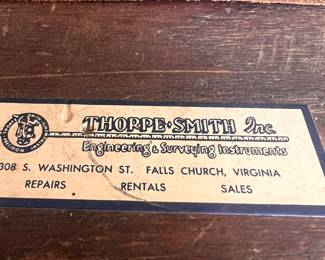 THORPE·SMITH Inc.
Engineering & Surveying Instruments
308 S. WASHINGTON ST. FALLS CHURCH, VIRGINIA
REPAIRS RENTALS SALES